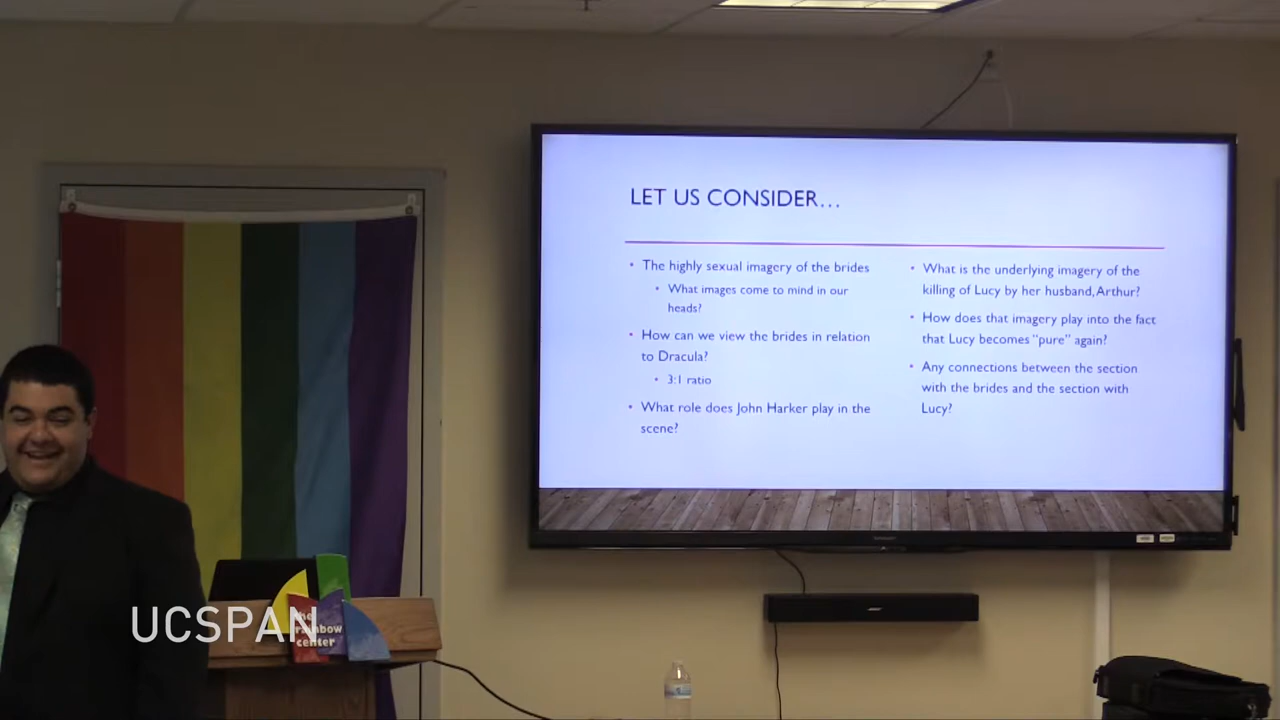 LET US CONSIDER…
• The highly sexual imagery of the brides
• What images come to mind in our
heads?
• How can we view the brides in relation
to Dracula?
• 3:1 ratio
• What role does John Harker play in the
scene?
• What is the underlying imagery of the
killing of Lucy by her husband, Arthur?
• How does that imagery play into the fact
that Lucy becomes "pure" again?
• Any connections between the section
with the brides and the section with
Lucy?
UCSPAN
rainbow
center